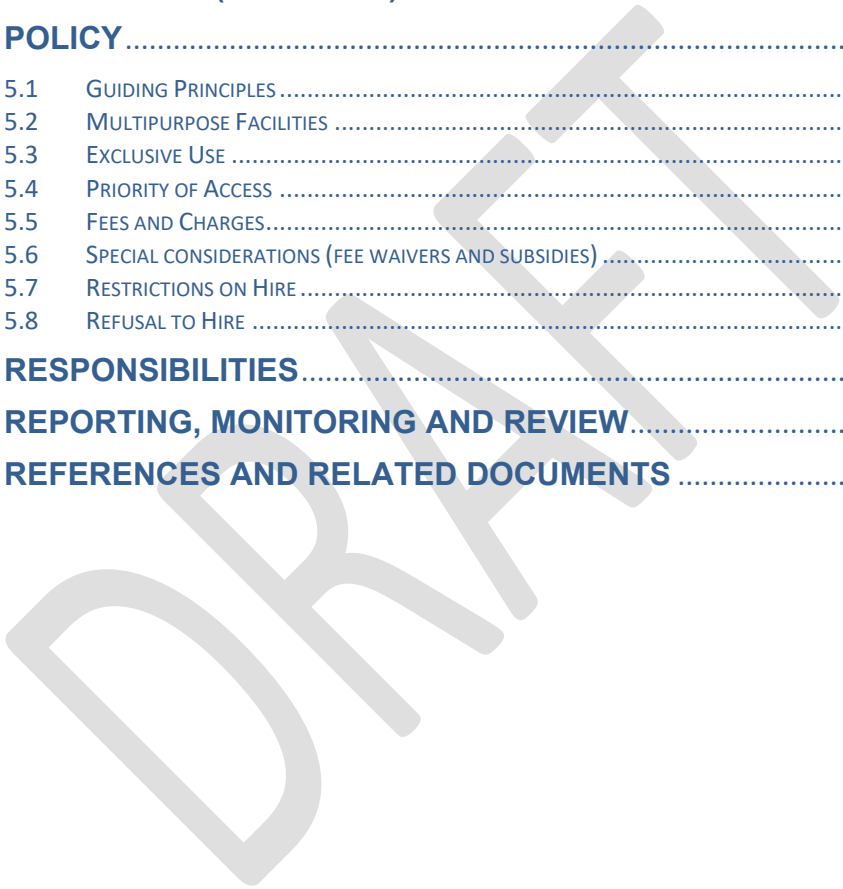 POLICY
5.1 Guiding Principles
5.2 Multipurpose Facilities
5.3 Exclusive Use
5.4 Priority of Access
5.5 Fees and Charges
5.6 Special considerations (fee waivers and subsidies)
5.7 Restrictions on Hire
5.8 Refusal to Hire
RESPONSIBILITIES
REPORTING, MONITORING AND REVIEW
REFERENCES AND RELATED DOCUMENTS
DRAFT